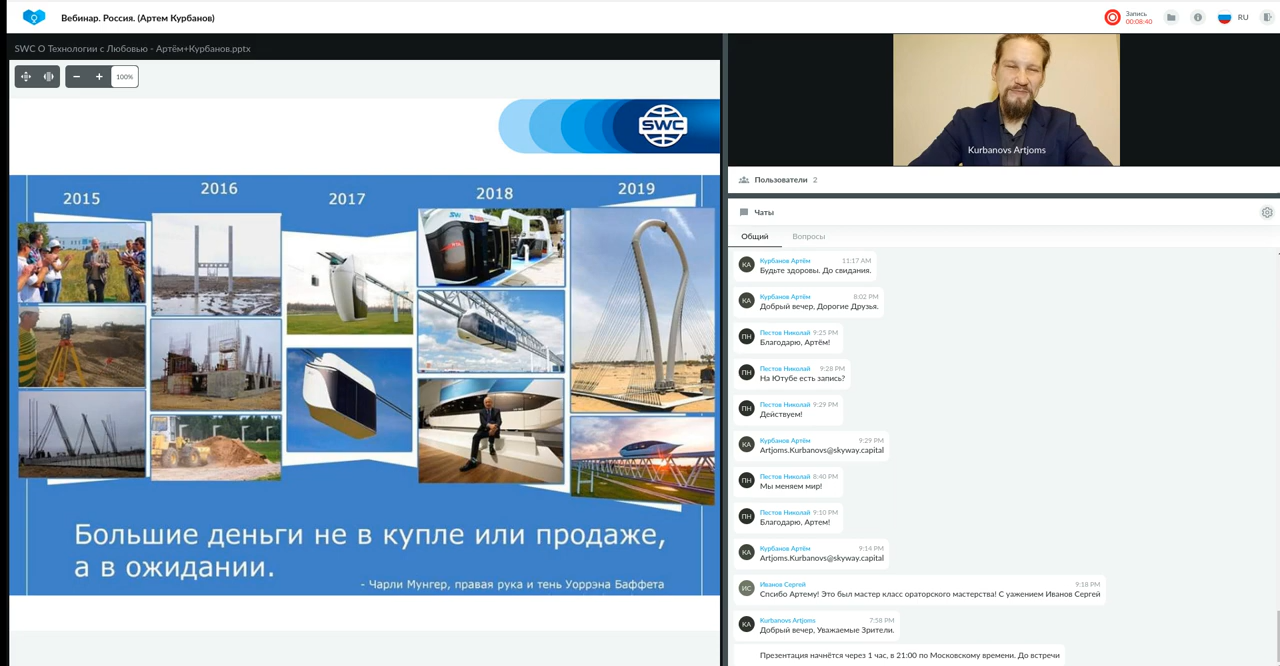 Вебинар. Россия. (Артем Курбанов)
Запись
00:08:40
RU
SWC О Технологии с Любовью - Артём+Курбанов.pptx
100%
SWC
2015
2016
2017
2018
2019
Большие деньги не в купле или продаже,
а в ожидании.
- Чарли Мунгер, правая рука и тень Уоррэна Баффета
Kurbanovs Artjoms
Пользователи 2
Чаты
Общий Вопросы
КА Курбанов Артём 11:17 AM
Будьте здоровы. До свидания.
КА Курбанов Артём 8:02 PM
Добрый вечер, Дорогие Друзья.
ПН Пестов Николай 9:25 PM
Благодарю, Артём!
ПН Пестов Николай 9:28 PM
На Ютубе есть запись?
ПН Пестов Николай 9:29 PM
Действуем!
КА Курбанов Артём 9:29 PM
Artjoms.Kurbanovs@skyway.capital
ПН Пестов Николай 8:40 PM
Мы меняем мир!
ПН Пестов Николай 9:10 PM
Благодарю, Артем!
КА Курбанов Артём 9:14 PM
Artjoms.Kurbanovs@skyway.capital
ИС Иванов Сергей 9:18 PM
Спсибо Артему! Это был мастер класс ораторского мастерства! С уажением Иванов Сергей
КА Kurbanovs Artjoms 7:58 PM
Добрый вечер, Уважаемые Зрители.
Презентация начнётся через 1 час, в 21:00 по Московскому времени. До встречи